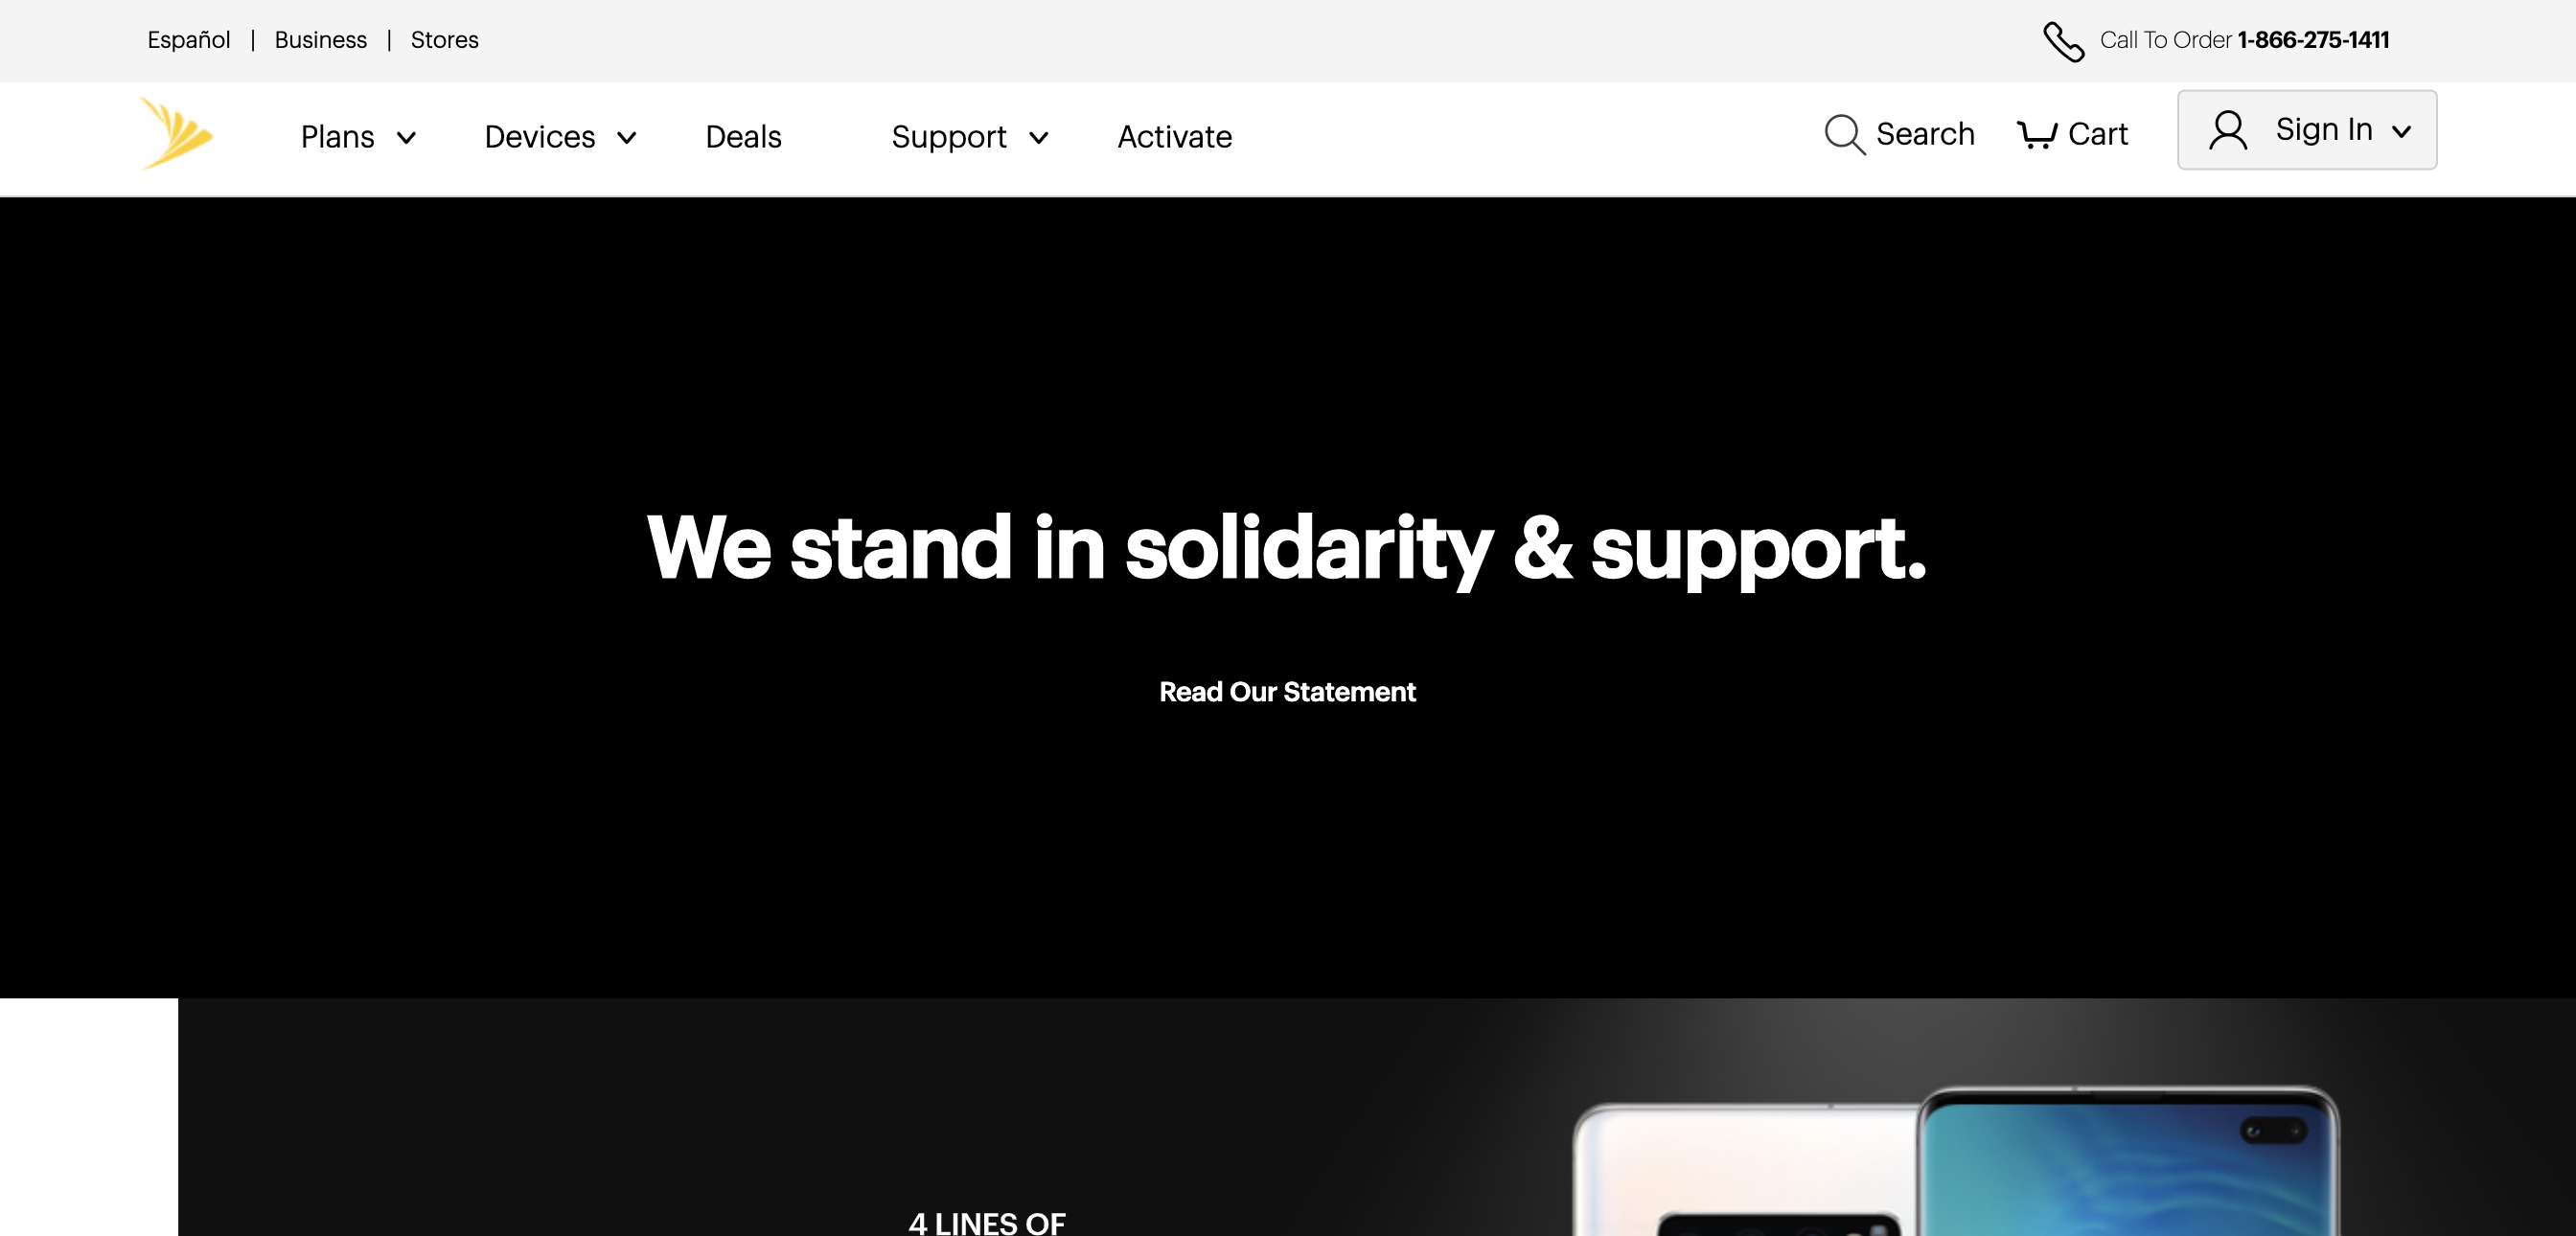 Español | Business | Stores
Call To Order 1-866-275-1411
Plans Devices Deals Support Activate
Search Cart Sign In
We stand in solidarity & support.
Read Our Statement
4 LINES OF